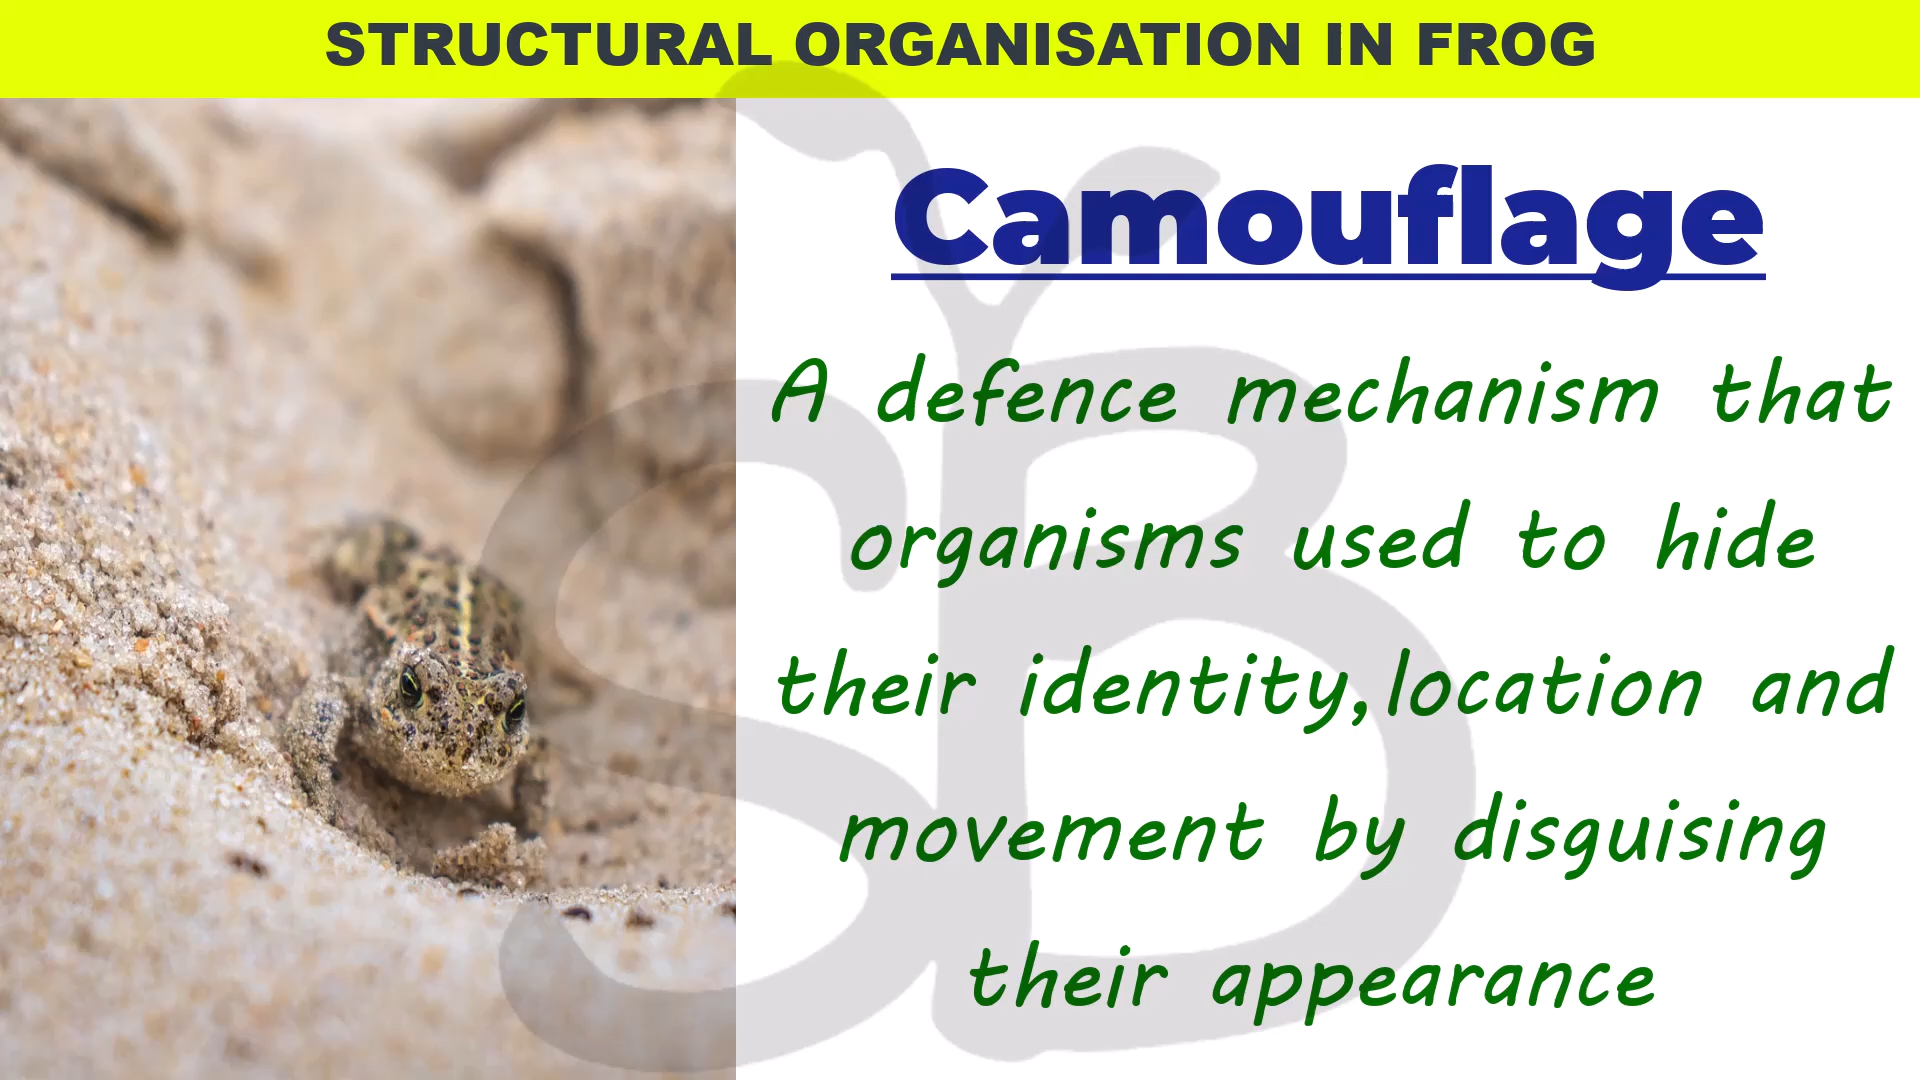 STRUCTURAL ORGANISATION IN FROG
Camouflage
A defence mechanism that
organisms used to hide
their identity,location and
movement by disguising
their appearance
SB